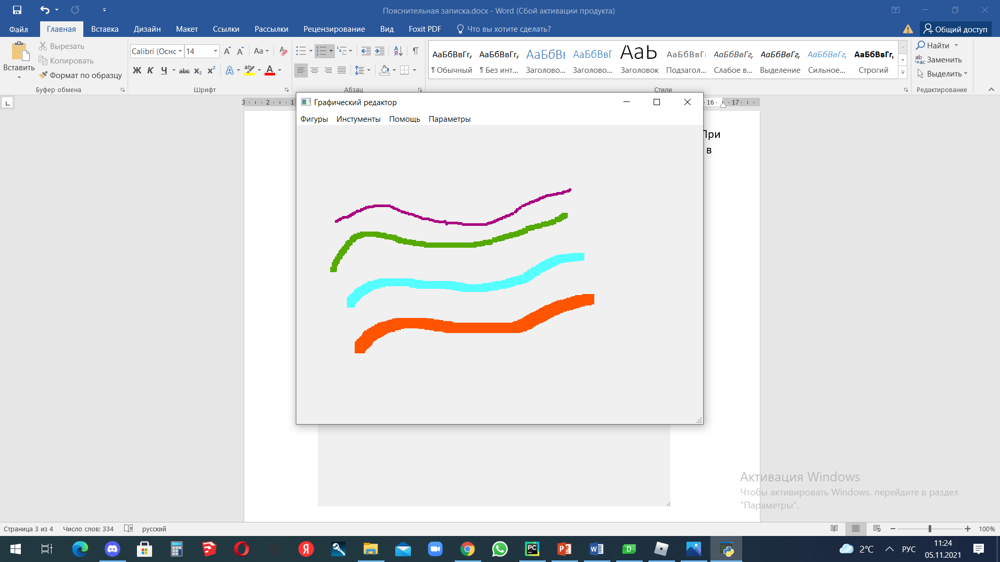 Пояснительная записка.docx - Word (Сбой активации продукта)
Файл Главная Вставка Дизайн Макет Ссылки Рассылки Рецензирование Вид Foxit PDF Что вы хотите сделать? Общий доступ
Вставить
Вырезать
Копировать
Формат по образцу
Буфер обмена
Calibri (Оснс 14 Aa
Ж К Ч abc x₂ x² A ab A
Шрифт
Абзац
АаБбВвГг, АаБбВвГг, АаБбВг АаБбВвГ АаБ АаБбВвГг АаБбВвГг, АаБбВвГг, АаБбВвГг, АаБбВвГг,
¶ Обычный ¶ Без инт... Заголово... Заголово... Заголовок Подзагол... Слабое в... Выделение Сильное... Строгий
Стили
Найти
Заменить
Выделить
Редактирование
3 2 1 16 17
Графический редактор
Фигуры Инстументы Помощь Параметры
При
в
Активация Windows
Чтобы активировать Windows, перейдите в раздел
"Параметры".
Страница 3 из 4 Число слов: 334 русский 100%
2°C РУС 11:24
05.11.2021